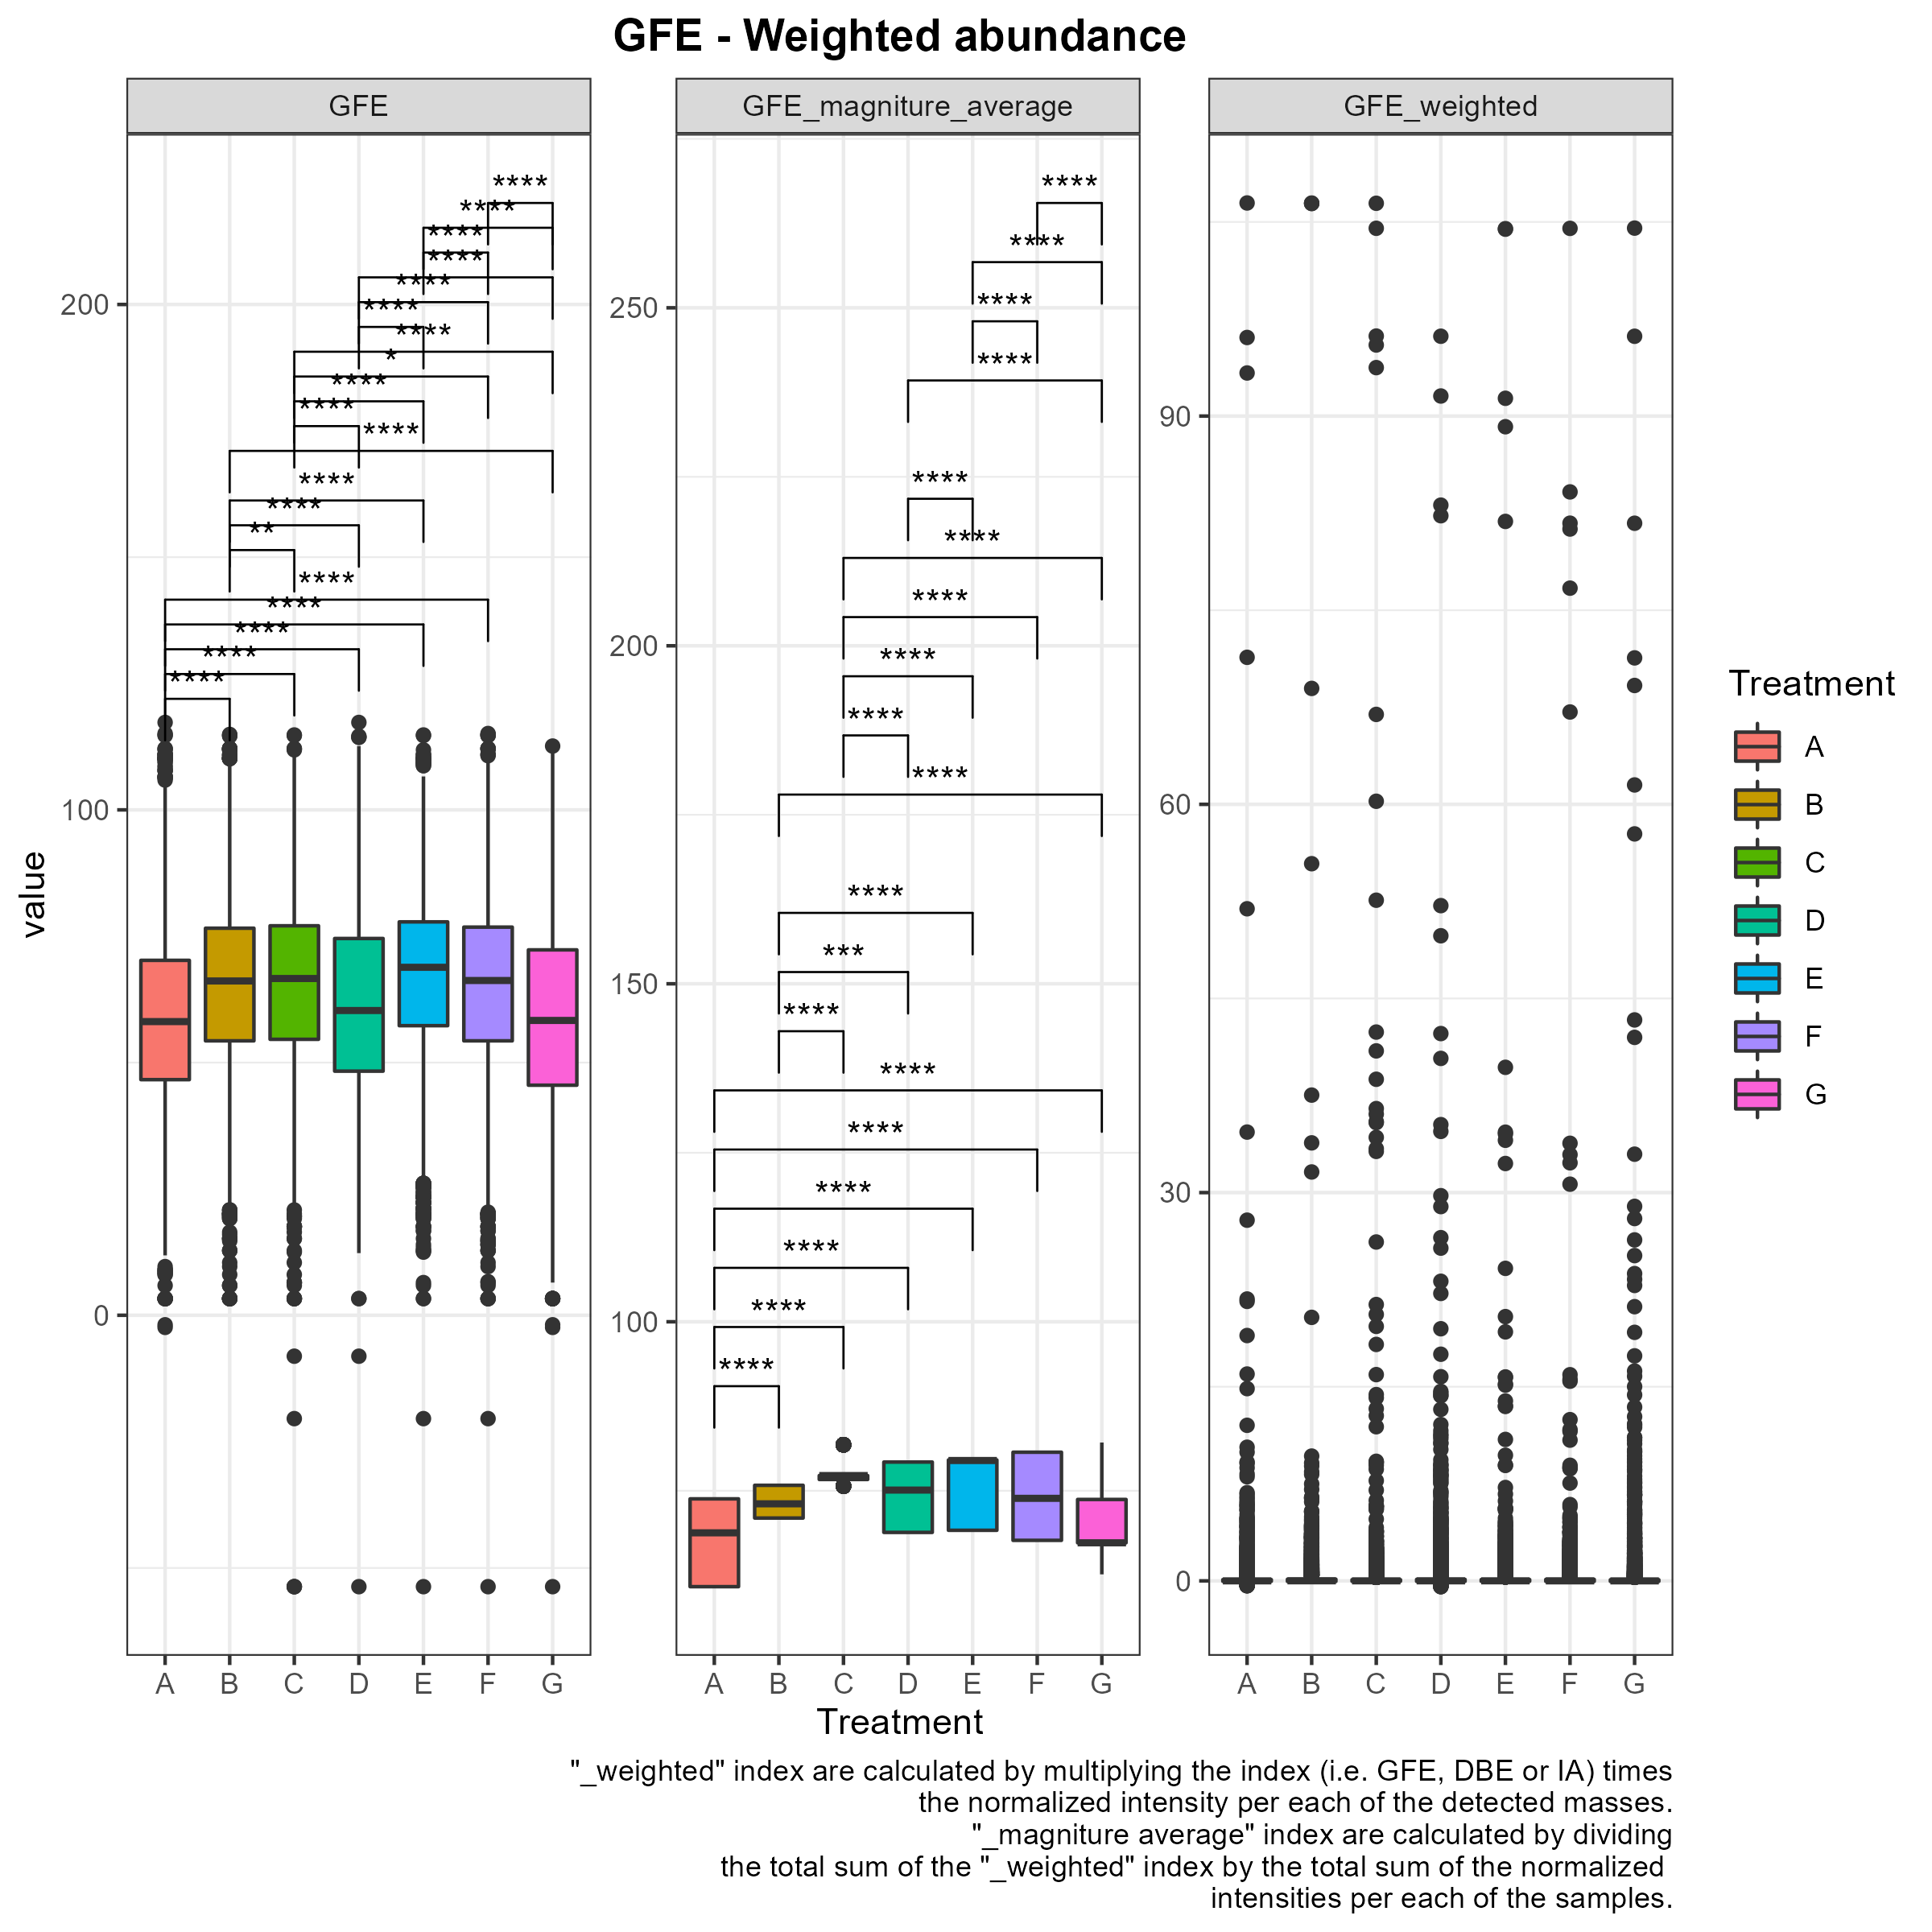 GFE - Weighted abundance
GFE
****
****
****
****
****
****
****
*
****
****
****
****
****
**
****
****
****
****
****
200
100
0
A B C D E F G
GFE_magniture_average
****
****
****
****
****
****
****
****
****
****
****
***
****
****
****
****
****
****
****
250
200
150
100
A B C D E F G
GFE_weighted
90
60
30
0
A B C D E F G
value
Treatment
Treatment
A
B
C
D
E
F
G
"_weighted" index are calculated by multiplying the index (i.e. GFE, DBE or IA) times
the normalized intensity per each of the detected masses.
"_magniture average" index are calculated by dividing
the total sum of the "_weighted" index by the total sum of the normalized
intensities per each of the samples.